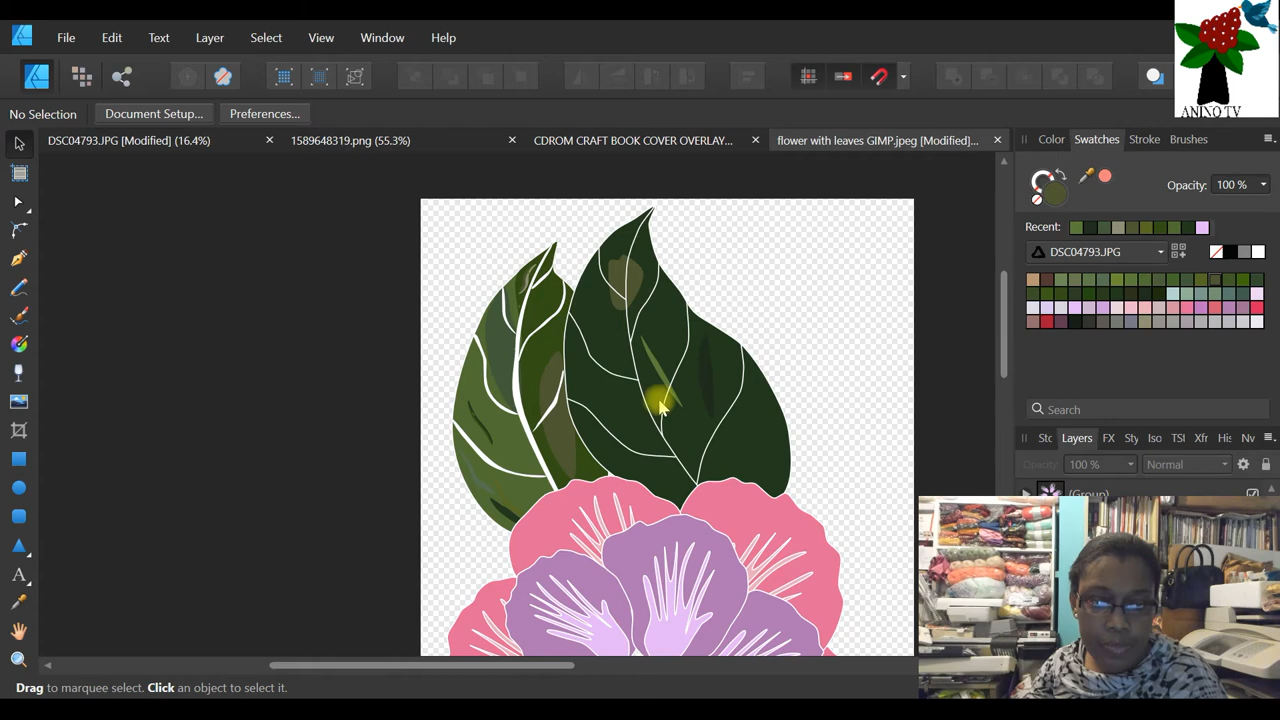 File Edit Text Layer Select View Window Help
No Selection Document Setup... Preferences...
DSC04793.JPG [Modified] (16.4%) 1589648319.png (55.3%) CDROM CRAFT BOOK COVER OVERLAY... flower with leaves GIMP.jpeg [Modified]...
ANIXO TV
Color Swatches Stroke Brushes
Opacity: 100 %
Recent:
DSC04793.JPG
Search
Stc Layers FX Sty Iso TSI Xfr His Nv
Opacity: 100 % Normal
(Group)
Drag to marquee select. Click an object to select it.